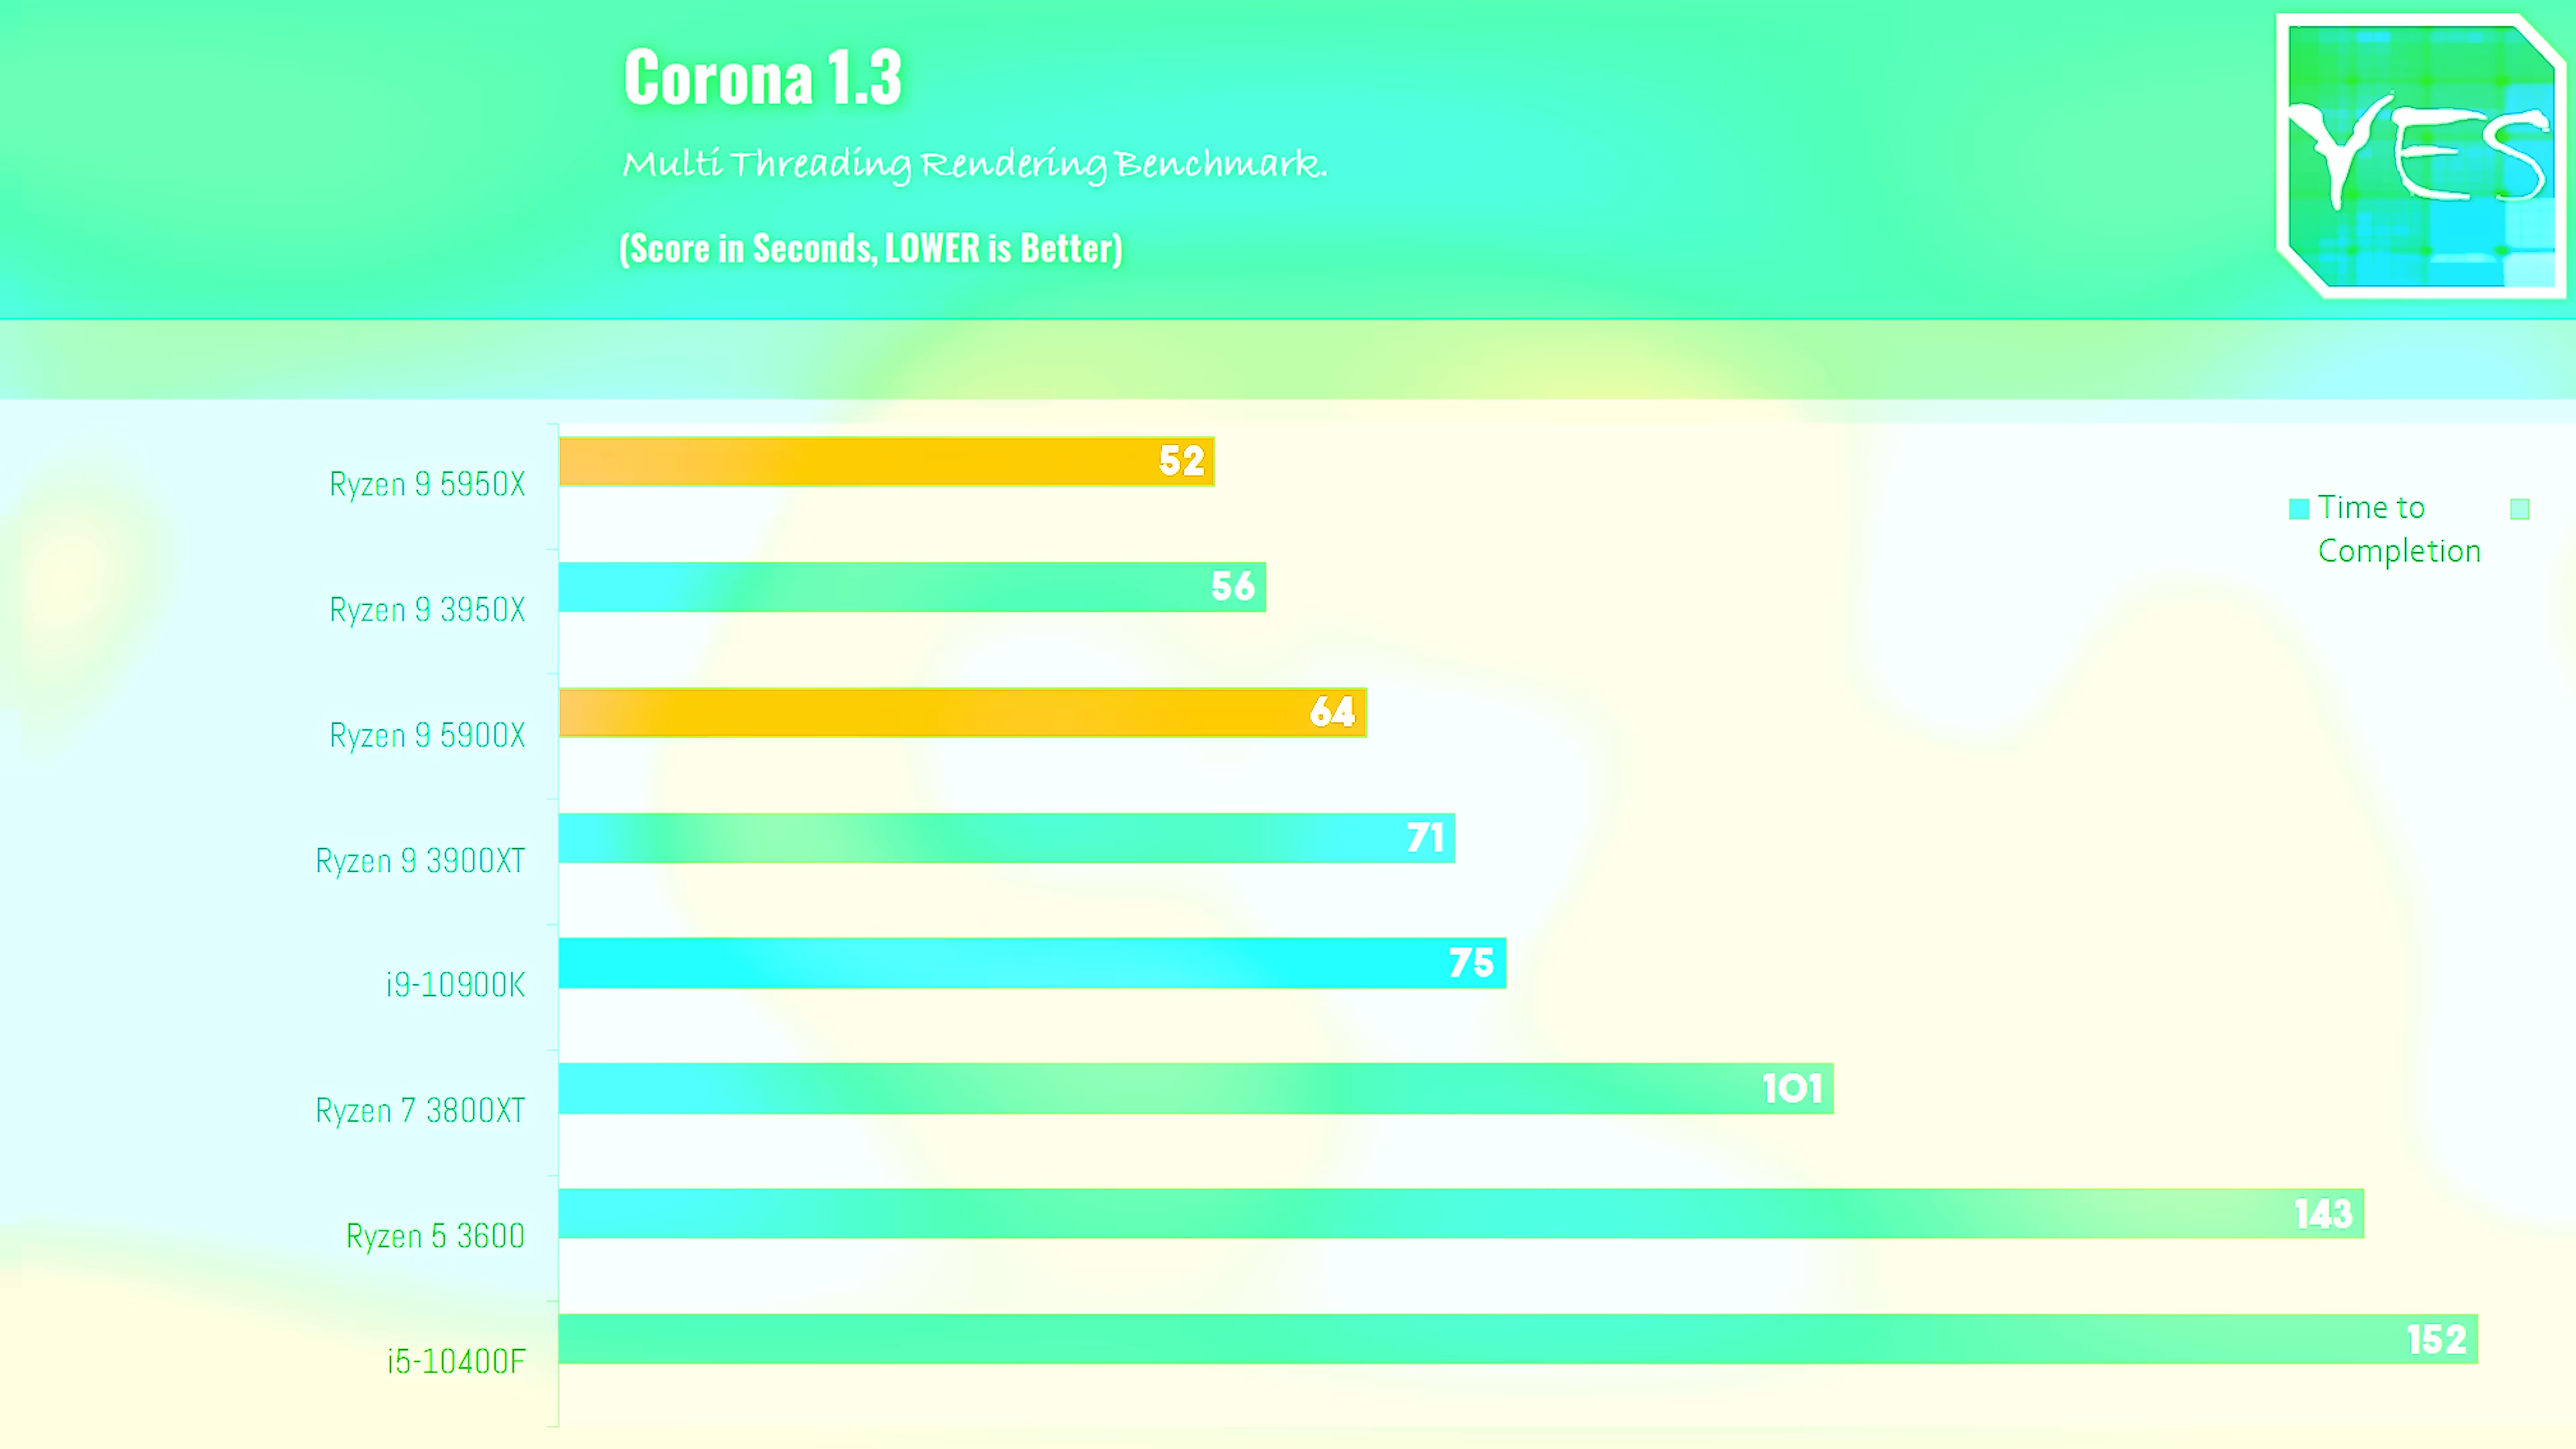 Corona 1.3
YES
Multi Threading Rendering Benchmark.
(Score in Seconds, LOWER is Better)
Ryzen 9 5950X 52
Time to
Completion
Ryzen 9 3950X 56
Ryzen 9 5900X 64
Ryzen 9 3900XT 71
i9-10900K 75
Ryzen 7 3800XT 101
Ryzen 5 3600 143
i5-10400F 152